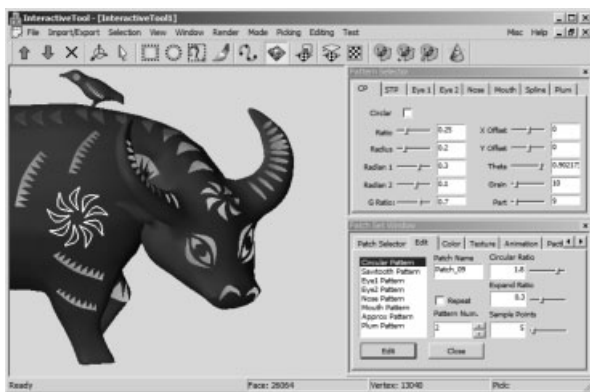 InteractiveTool - [InteractiveTool1]
File Import/Export Selection View Window Render Mode Picking Editing Test Misc Help
Pattern Selector
CP STP Eye 1 Eye 2 Nose Mouth Spline Plum
Circlar
Ratio 0.25 X Offset 0
Radius 0.2 Y Offset 0
Radian 1 0.3 Theta 0.90217
Radian 2 0.1 Grain 10
G Ratio: 0.7 Part 9
Patch Set Window
Patch Selector Edit Color Texture Animation
Circular Pattern Patch Name Circular Ratio
Sawtooth Pattern Patch_09 1.8
Eye1 Pattern
Eye2 Pattern Expand Ratio
Nose Pattern Repeat 0.3
Mouth Pattern
Approx Pattern Pattern Num. Sample Points
Plum Pattern 2 5
Edit Close
Ready Face: 26064 Vertex: 13048 Pick: